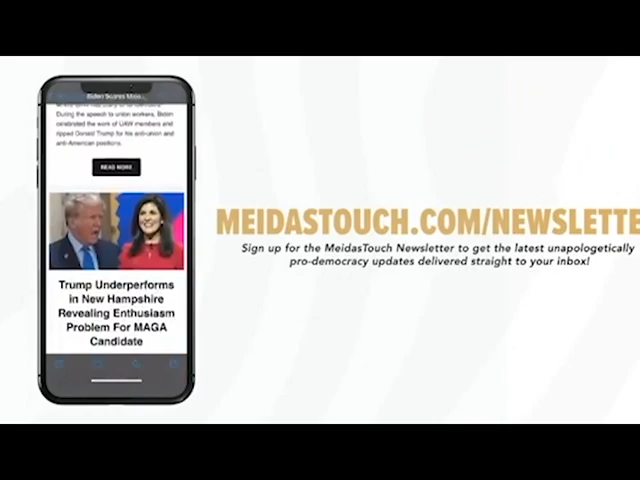 Biden Scores Major...
During the speech to union workers, Biden
celebrated the work of UAW members and
ripped Donald Trump for his anti-union and
anti-American positions.
READ MORE
Trump Underperforms
in New Hampshire
Revealing Enthusiasm
Problem For MAGA
Candidate
MEIDASTOUCH.COM/NEWSLETTE
Sign up for the MeidasTouch Newsletter to get the latest unapologetically
pro-democracy updates delivered straight to your inbox!